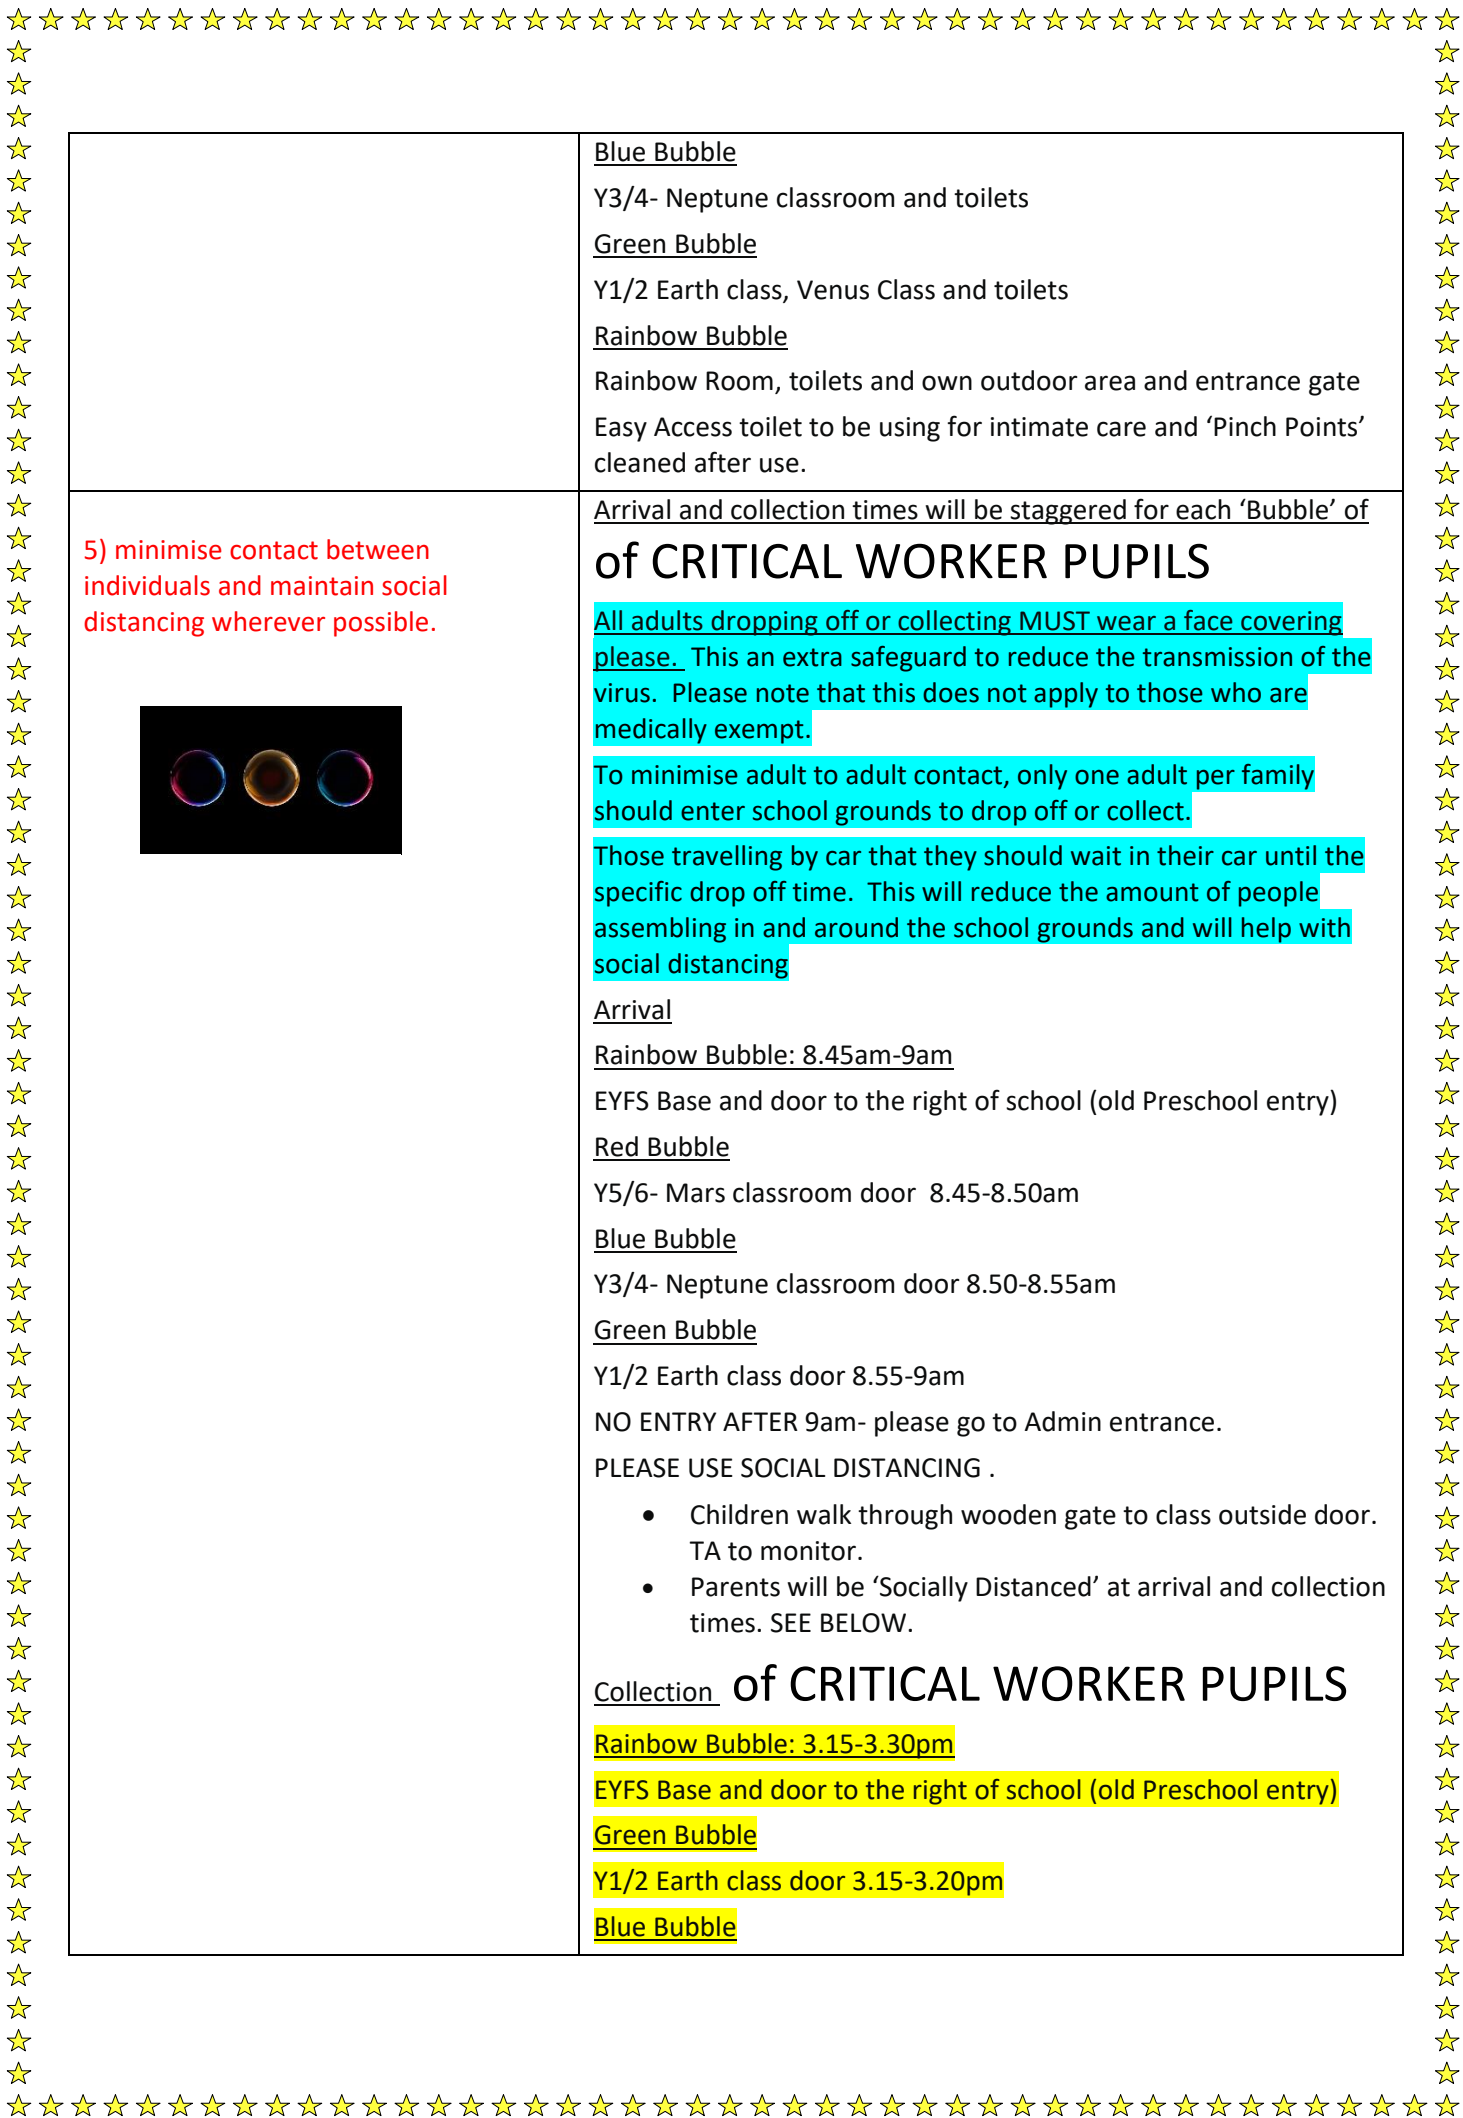 Blue Bubble
Y3/4- Neptune classroom and toilets
Green Bubble
Y1/2 Earth class, Venus Class and toilets
Rainbow Bubble
Rainbow Room, toilets and own outdoor area and entrance gate
Easy Access toilet to be using for intimate care and ‘Pinch Points’
cleaned after use.
5) minimise contact between
individuals and maintain social
distancing wherever possible.
Arrival and collection times will be staggered for each ‘Bubble’ of
of CRITICAL WORKER PUPILS
All adults dropping off or collecting MUST wear a face covering
please.  This an extra safeguard to reduce the transmission of the
virus.  Please note that this does not apply to those who are
medically exempt.
To minimise adult to adult contact, only one adult per family
should enter school grounds to drop off or collect.
Those travelling by car that they should wait in their car until the
specific drop off time.  This will reduce the amount of people
assembling in and around the school grounds and will help with
social distancing
Arrival
Rainbow Bubble: 8.45am-9am
EYFS Base and door to the right of school (old Preschool entry)
Red Bubble
Y5/6- Mars classroom door  8.45-8.50am
Blue Bubble
Y3/4- Neptune classroom door 8.50-8.55am
Green Bubble
Y1/2 Earth class door 8.55-9am
NO ENTRY AFTER 9am- please go to Admin entrance.
PLEASE USE SOCIAL DISTANCING .
• Children walk through wooden gate to class outside door.
TA to monitor.
• Parents will be ‘Socially Distanced’ at arrival and collection
times. SEE BELOW.
Collection  of CRITICAL WORKER PUPILS
Rainbow Bubble: 3.15-3.30pm
EYFS Base and door to the right of school (old Preschool entry)
Green Bubble
Y1/2 Earth class door 3.15-3.20pm
Blue Bubble